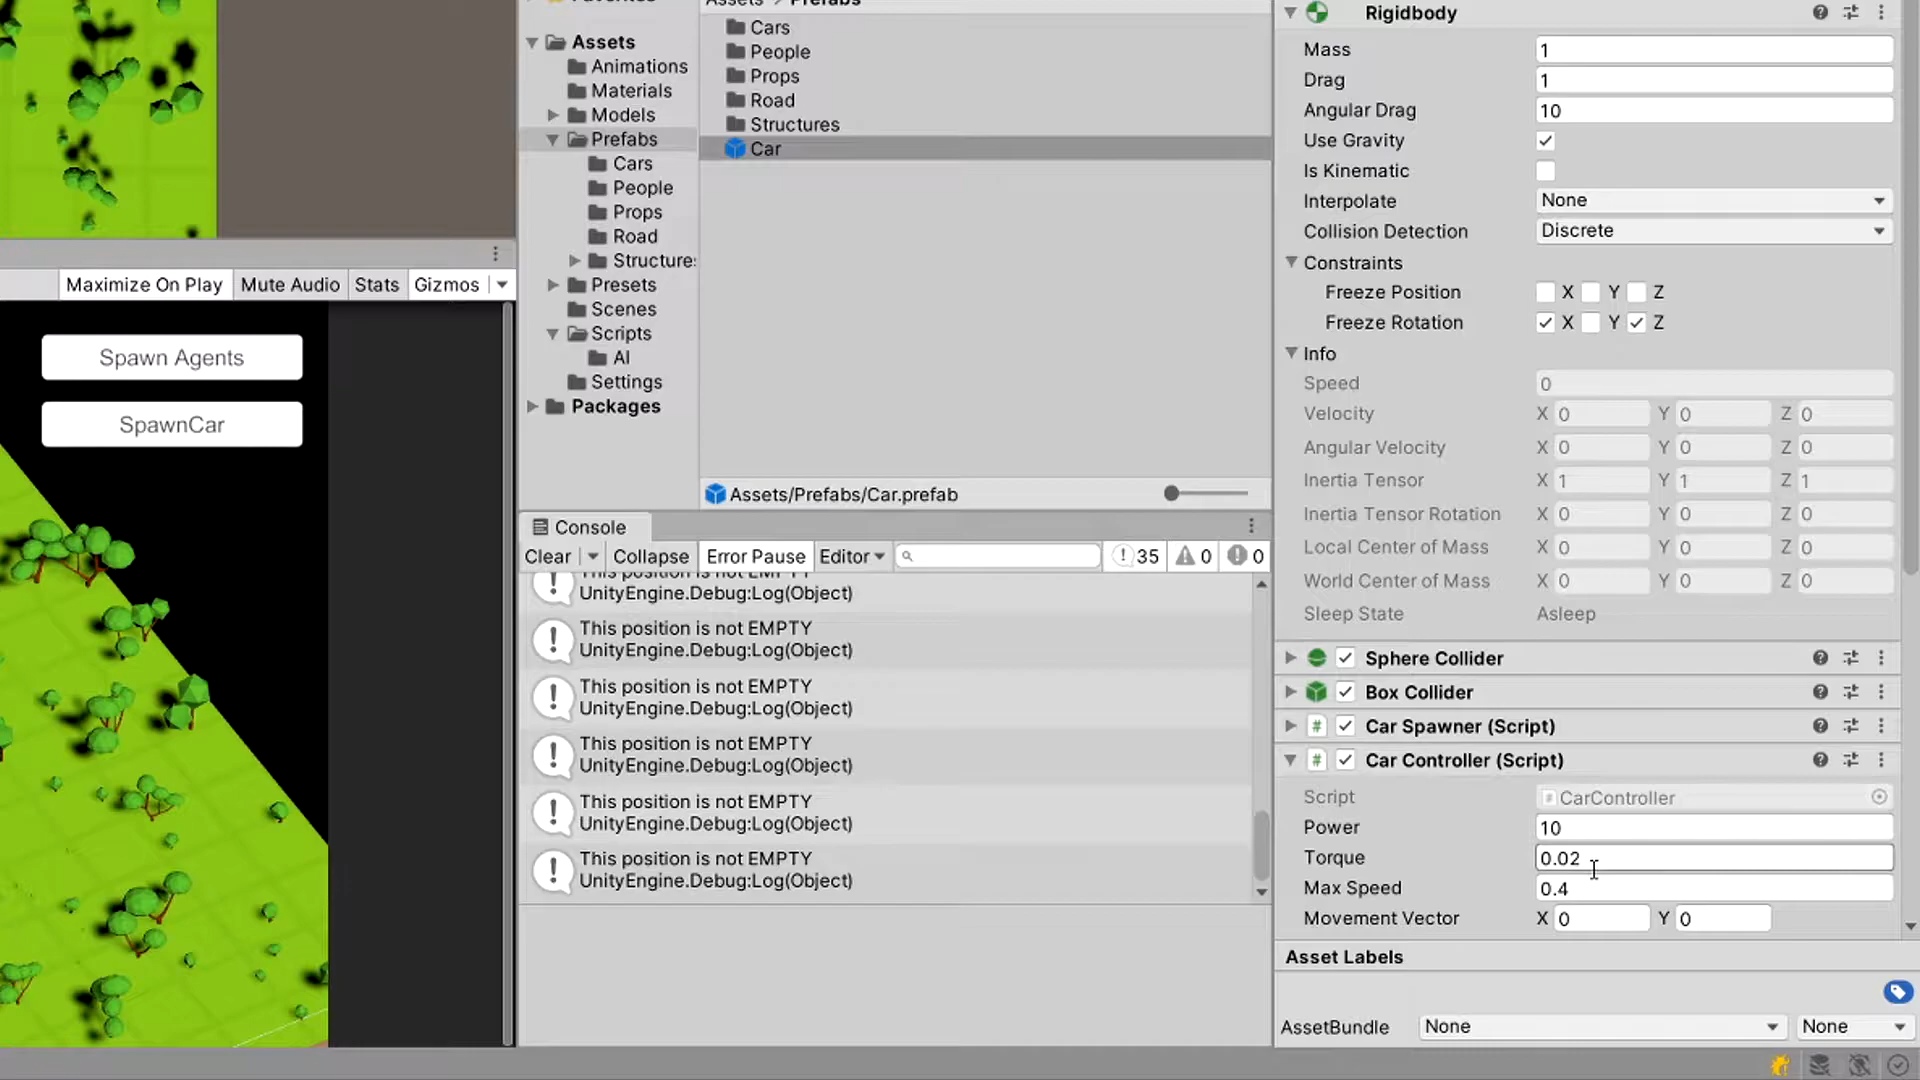 Maximize On Play Mute Audio Stats Gizmos
Spawn Agents
SpawnCar
Favorites
Assets
Animations
Materials
Models
Prefabs
Cars
People
Props
Road
Structures
Presets
Scenes
Scripts
AI
Settings
Packages
Assets Prefabs
Cars
People
Props
Road
Structures
Car
Assets/Prefabs/Car.prefab
Console
Clear Collapse Error Pause Editor 35 0 0
This position is not EMPTY
UnityEngine.Debug:Log(Object)
This position is not EMPTY
UnityEngine.Debug:Log(Object)
This position is not EMPTY
UnityEngine.Debug:Log(Object)
This position is not EMPTY
UnityEngine.Debug:Log(Object)
This position is not EMPTY
UnityEngine.Debug:Log(Object)
This position is not EMPTY
UnityEngine.Debug:Log(Object)
Rigidbody
Mass 1
Drag 1
Angular Drag 10
Use Gravity
Is Kinematic
Interpolate None
Collision Detection Discrete
Constraints
Freeze Position X Y Z
Freeze Rotation X Y Z
Info
Speed 0
Velocity X 0 Y 0 Z 0
Angular Velocity X 0 Y 0 Z 0
Inertia Tensor X 1 Y 1 Z 1
Inertia Tensor Rotation X 0 Y 0 Z 0
Local Center of Mass X 0 Y 0 Z 0
World Center of Mass X 0 Y 0 Z 0
Sleep State Asleep
Sphere Collider
Box Collider
# Car Spawner (Script)
# Car Controller (Script)
Script # CarController
Power 10
Torque 0.02
Max Speed 0.4
Movement Vector X 0 Y 0
Asset Labels
AssetBundle None None